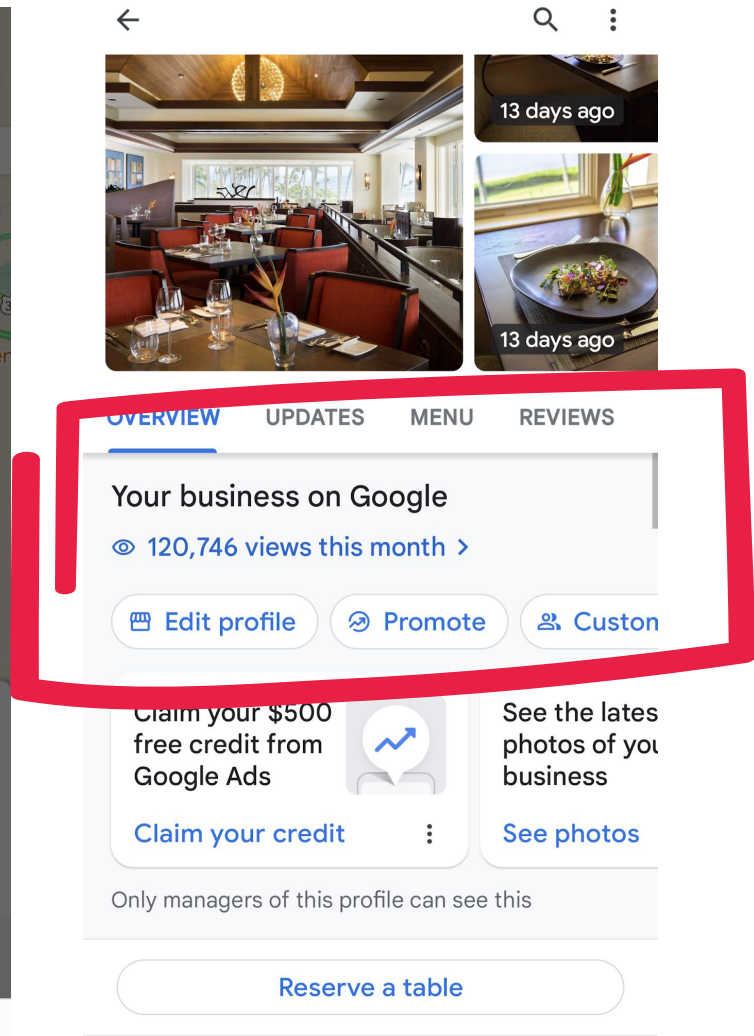 13 days ago
13 days ago
OVERVIEW UPDATES MENU REVIEWS
Your business on Google
120,746 views this month
Edit profile Promote Custom
Claim your $500
free credit from
Google Ads
Claim your credit
See the lates
photos of you
business
See photos
Only managers of this profile can see this
Reserve a table